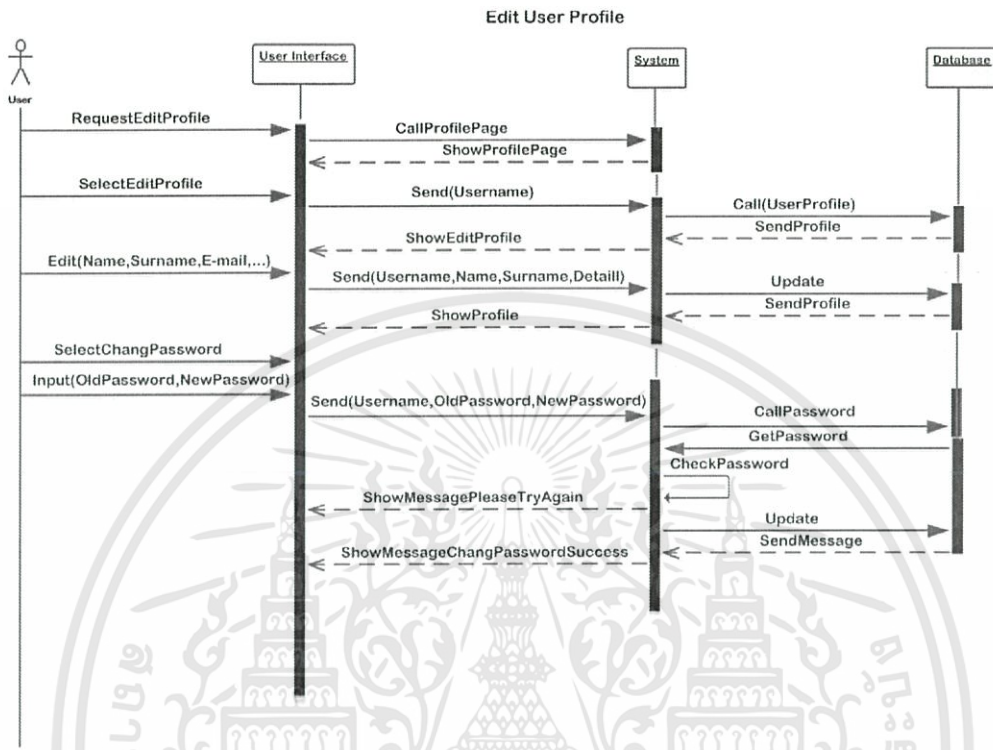 Edit User Profile
User Interface
System
Database
User
RequestEditProfile
CallProfilePage
ShowProfilePage
SelectEditProfile
Send(Username)
Call(UserProfile)
SendProfile
ShowEditProfile
Edit(Name,Surname,E-mail,...)
Send(Username,Name,Surname,Detaill)
Update
SendProfile
ShowProfile
SelectChangPassword
Input(OldPassword,NewPassword)
Send(Username,OldPassword,NewPassword)
CallPassword
GetPassword
CheckPassword
ShowMessagePleaseTryAgain
Update
SendMessage
ShowMessageChangPasswordSuccess